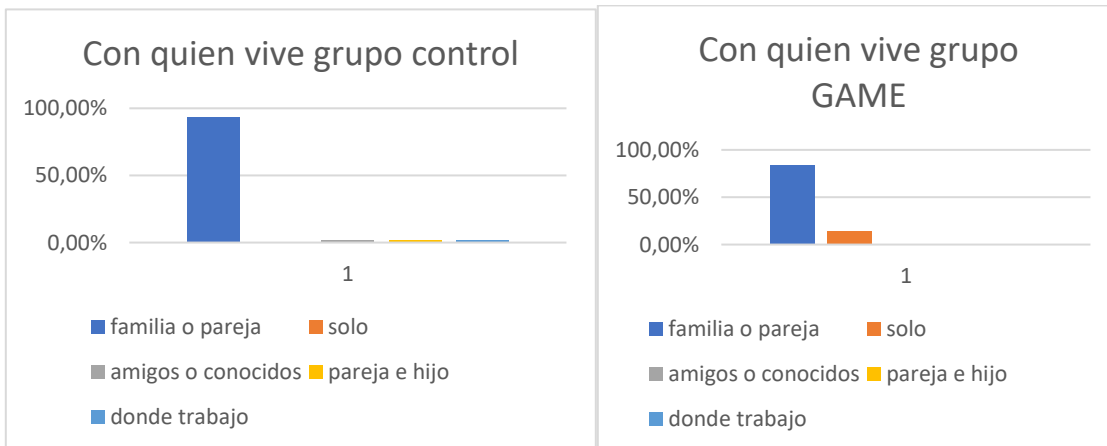 Con quien vive grupo control
100,00%
50,00%
0,00%
1
familia o pareja
solo
amigos o conocidos
pareja e hijo
donde trabajo
Con quien vive grupo
GAME
100,00%
50,00%
0,00%
1
familia o pareja
solo
amigos o conocidos
pareja e hijo
donde trabajo